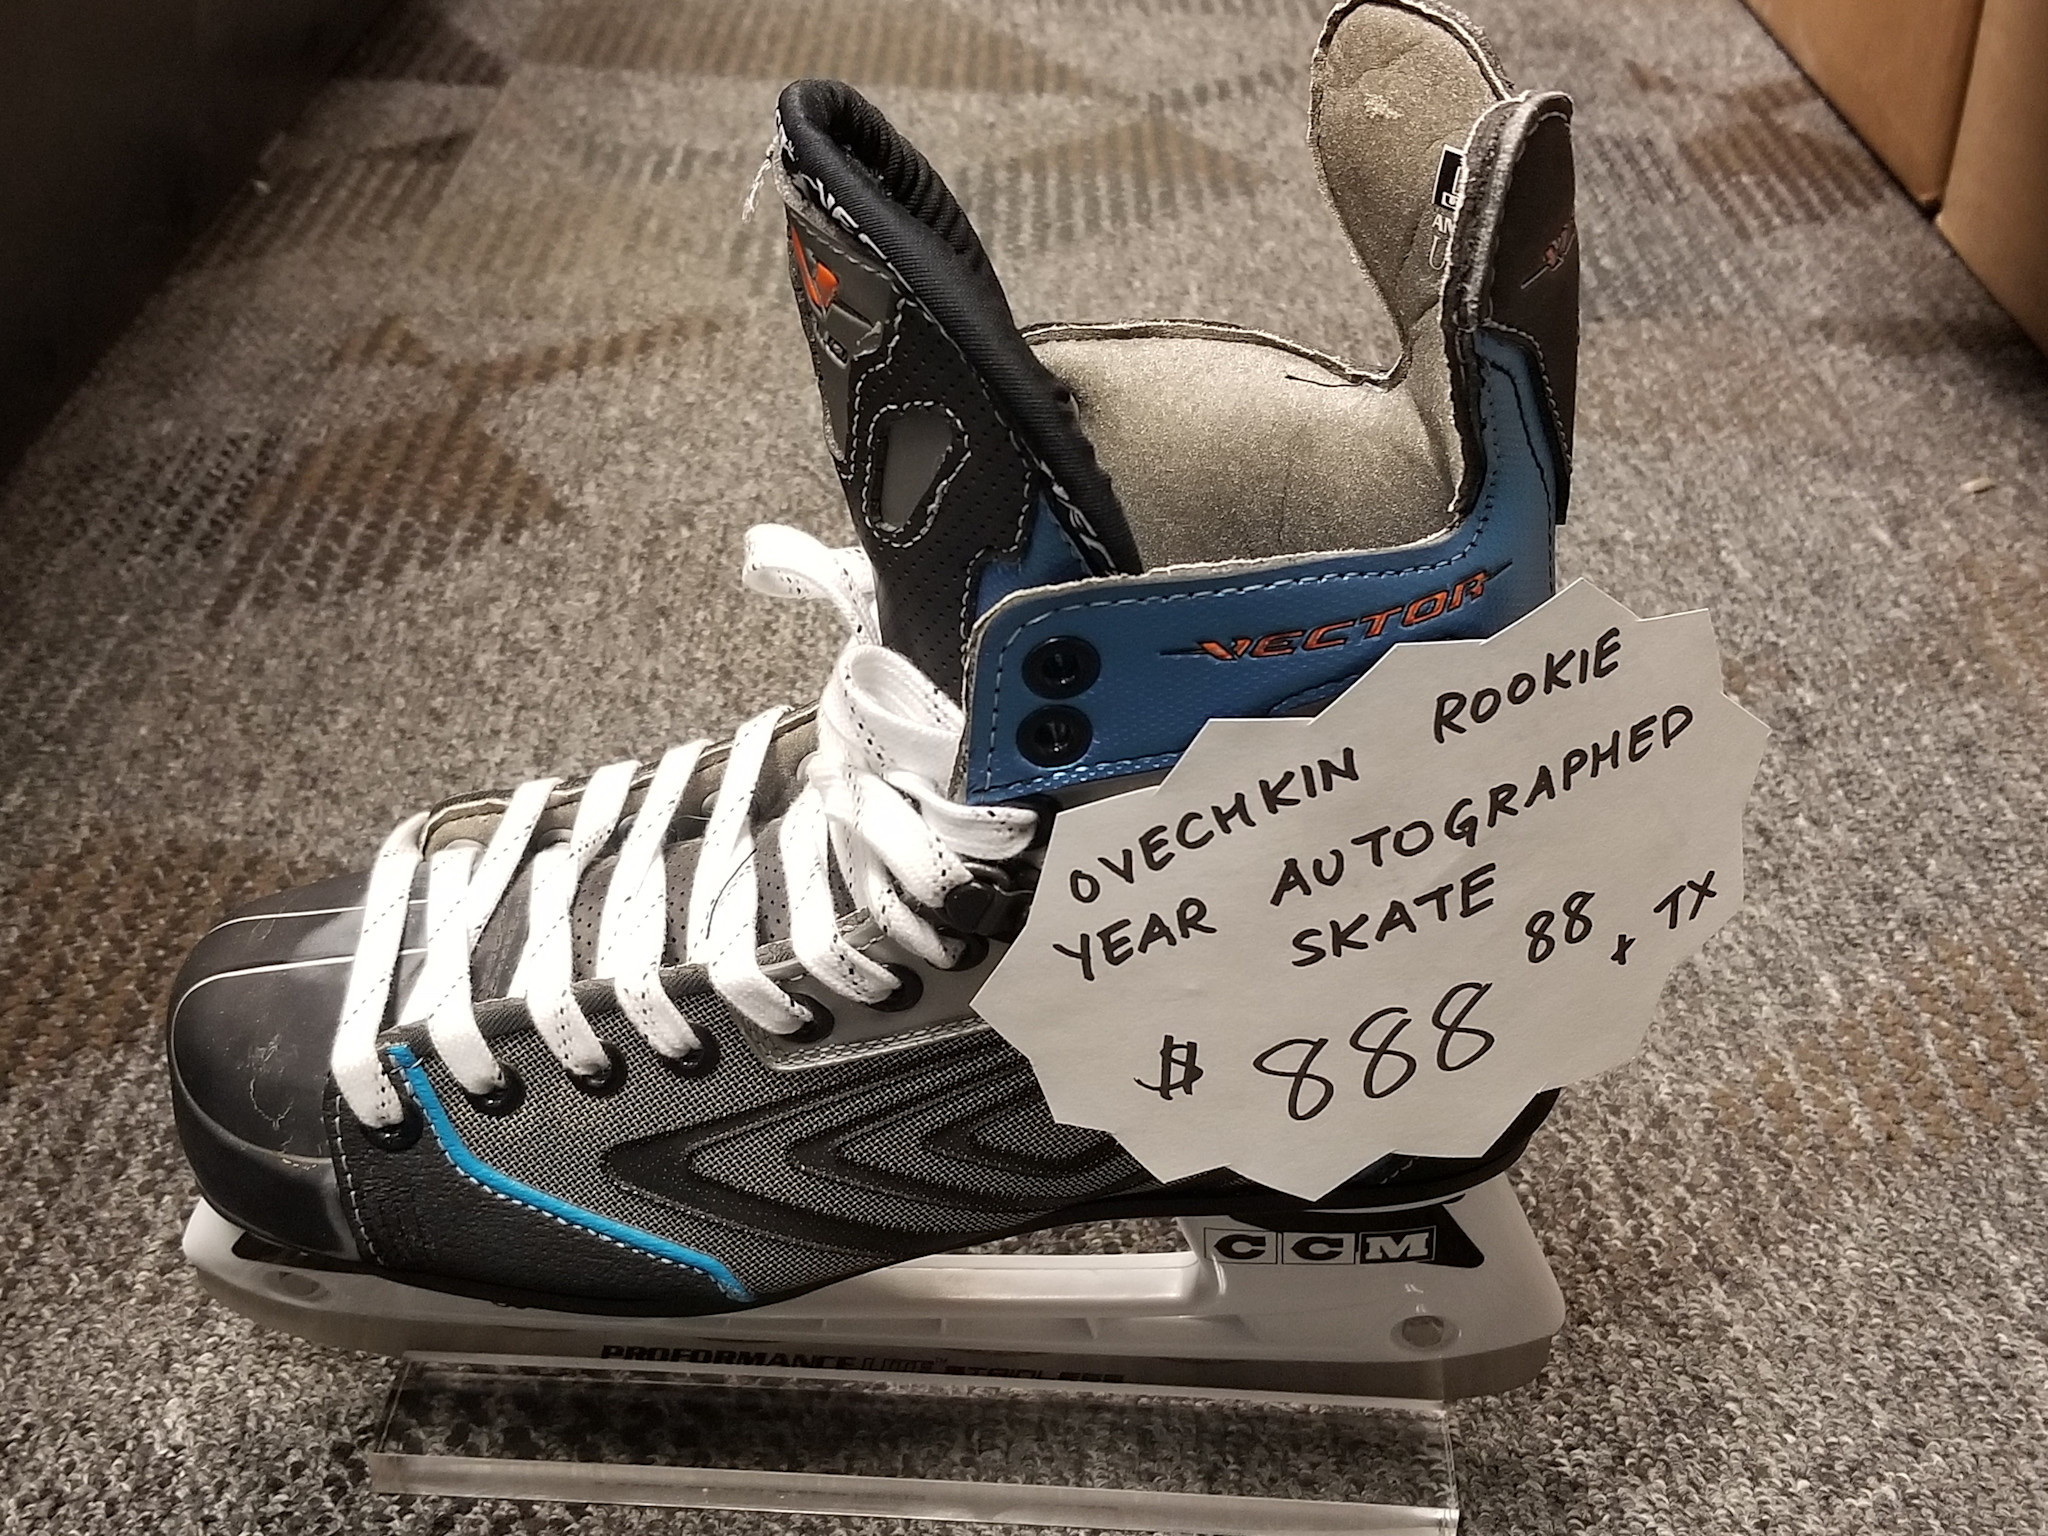 VECTOR
OVECHKIN ROOKIE
YEAR AUTOGRAPHED
SKATE
$ 888 88 + TX
CCM
PROFORMANCE